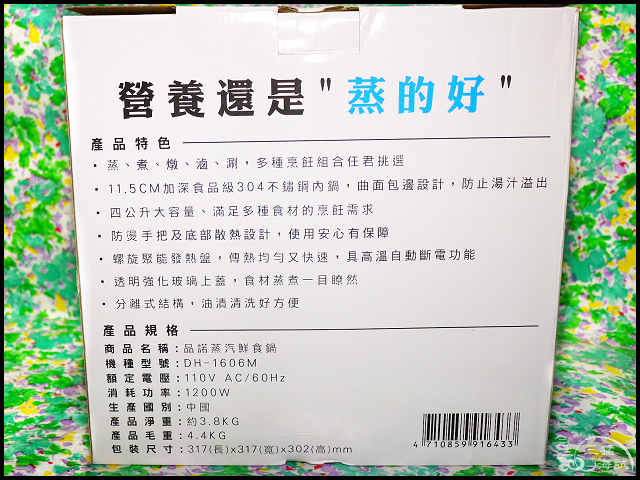 營養還是"蒸的好"
產品特色
・蒸、煮、燉、滷、涮，多種烹飪組合任君挑選
・11.5CM加深食品級304不鏽鋼內鍋，曲面包邊設計，防止湯汁溢出
・四公升大容量、滿足多種食材的烹飪需求
・防燙手把及底部散熱設計，使用安心有保障
・螺旋聚能發熱盤，傳熱均勻又快速，具高溫自動斷電功能
・透明強化玻璃上蓋，食材蒸煮一目瞭然
・分離式結構，油漬清洗好方便
產品規格
商品名稱：品諾蒸汽鮮食鍋
機種型號：DH-1606M
額定電壓：110V AC/60Hz
消耗功率：1200W
生產國別：中國
產品淨重：約3.8KG
產品毛重：4.4KG
包裝尺寸：317(長)x317(寬)x302(高)mm
4 710859 916433